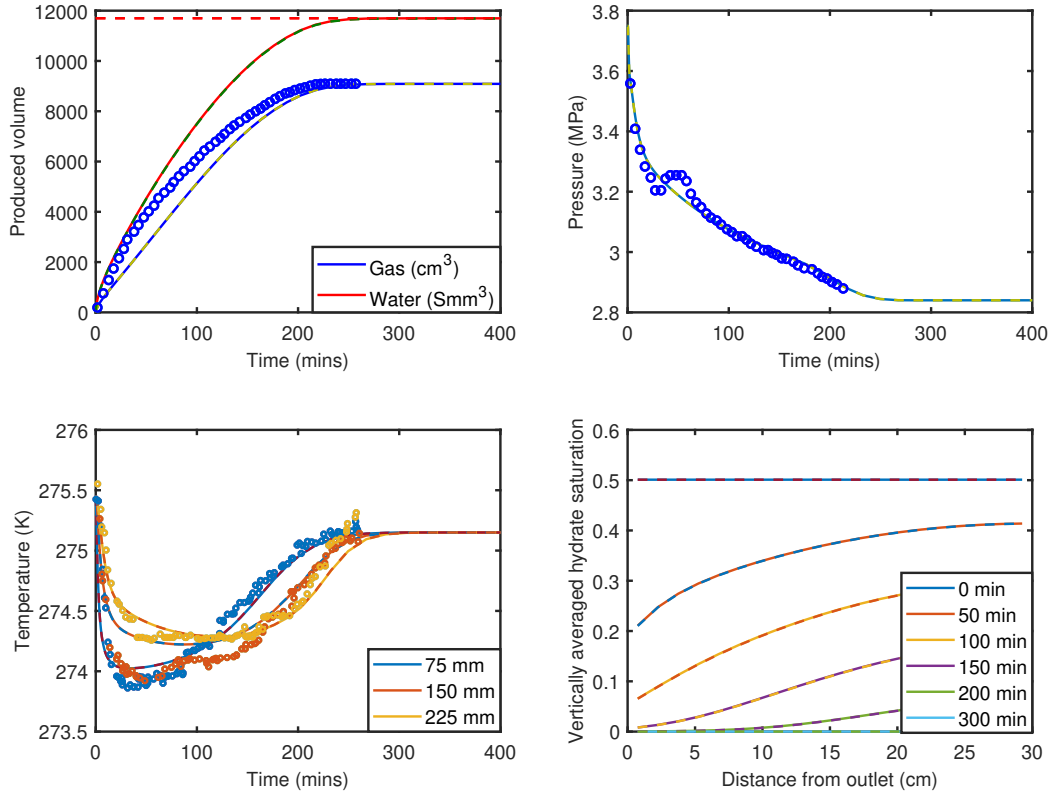 12000
10000
8000
6000
4000
2000
0
Produced volume
0 100 200 300 400
Time (mins)
Gas (cm³)
Water (Smm³)
3.8
3.6
3.4
3.2
3
2.8
Pressure (MPa)
0 100 200 300 400
Time (mins)
276
275.5
275
274.5
274
273.5
Temperature (K)
0 100 200 300 400
Time (mins)
75 mm
150 mm
225 mm
0.6
0.5
0.4
0.3
0.2
0.1
0
Vertically averaged hydrate saturation
0 5 10 15 20 25 30
Distance from outlet (cm)
0 min
50 min
100 min
150 min
200 min
300 min